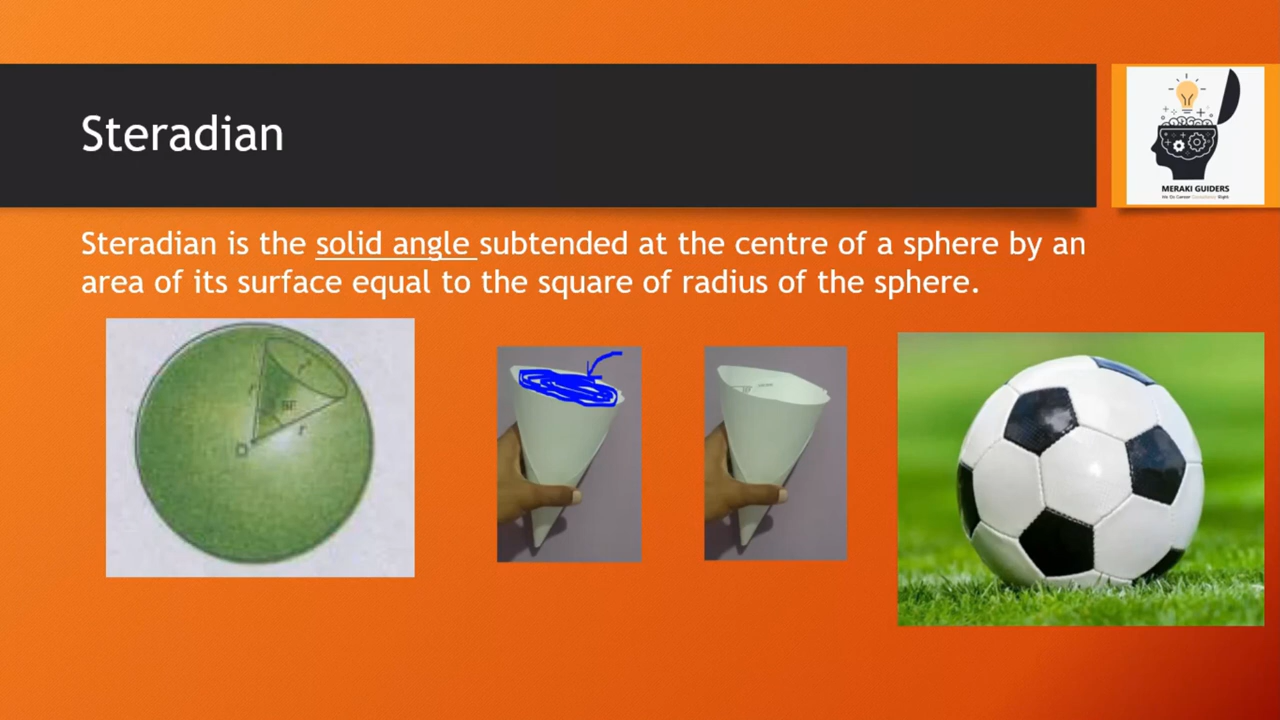 Steradian
MERAKI GUIDERS
Steradian is the solid angle subtended at the centre of a sphere by an
area of its surface equal to the square of radius of the sphere.
r
r²
r